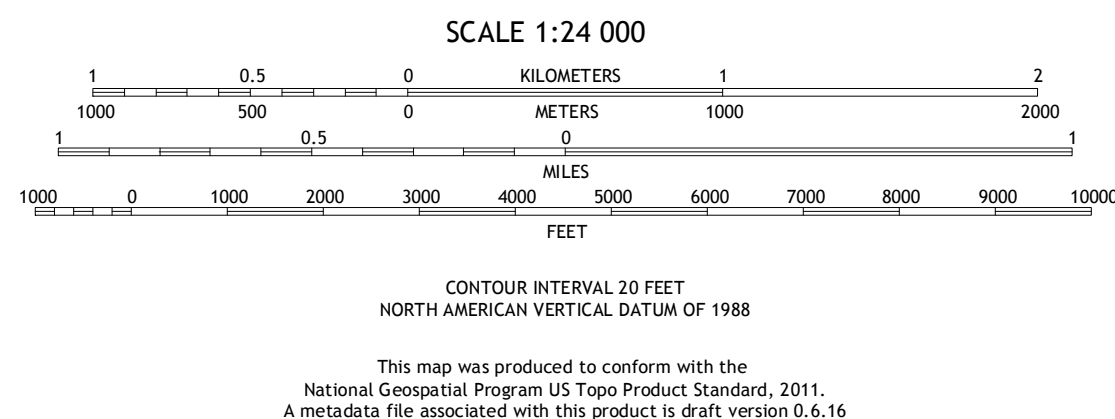 SCALE 1:24 000
1 0.5 0 KILOMETERS 1 2
1000 500 0 METERS 1000 2000
1 0.5 0 1
MILES
1000 0 1000 2000 3000 4000 5000 6000 7000 8000 9000 10000
FEET
CONTOUR INTERVAL 20 FEET
NORTH AMERICAN VERTICAL DATUM OF 1988
This map was produced to conform with the
National Geospatial Program US Topo Product Standard, 2011.
A metadata file associated with this product is draft version 0.6.16